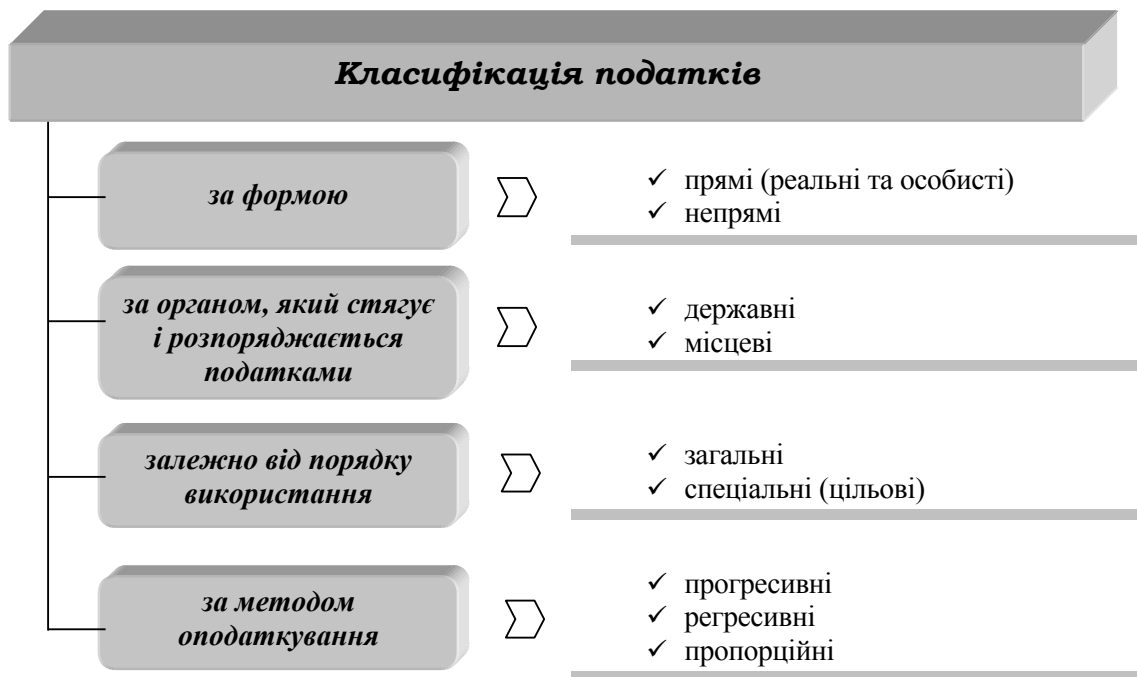 Класифікація податків
за формою
✓ прямі (реальні та особисті)
✓ непрямі
за органом, який стягує
і розпоряджається
податками
✓ державні
✓ місцеві
залежно від порядку
використання
✓ загальні
✓ спеціальні (цільові)
за методом
оподаткування
✓ прогресивні
✓ регресивні
✓ пропорційні